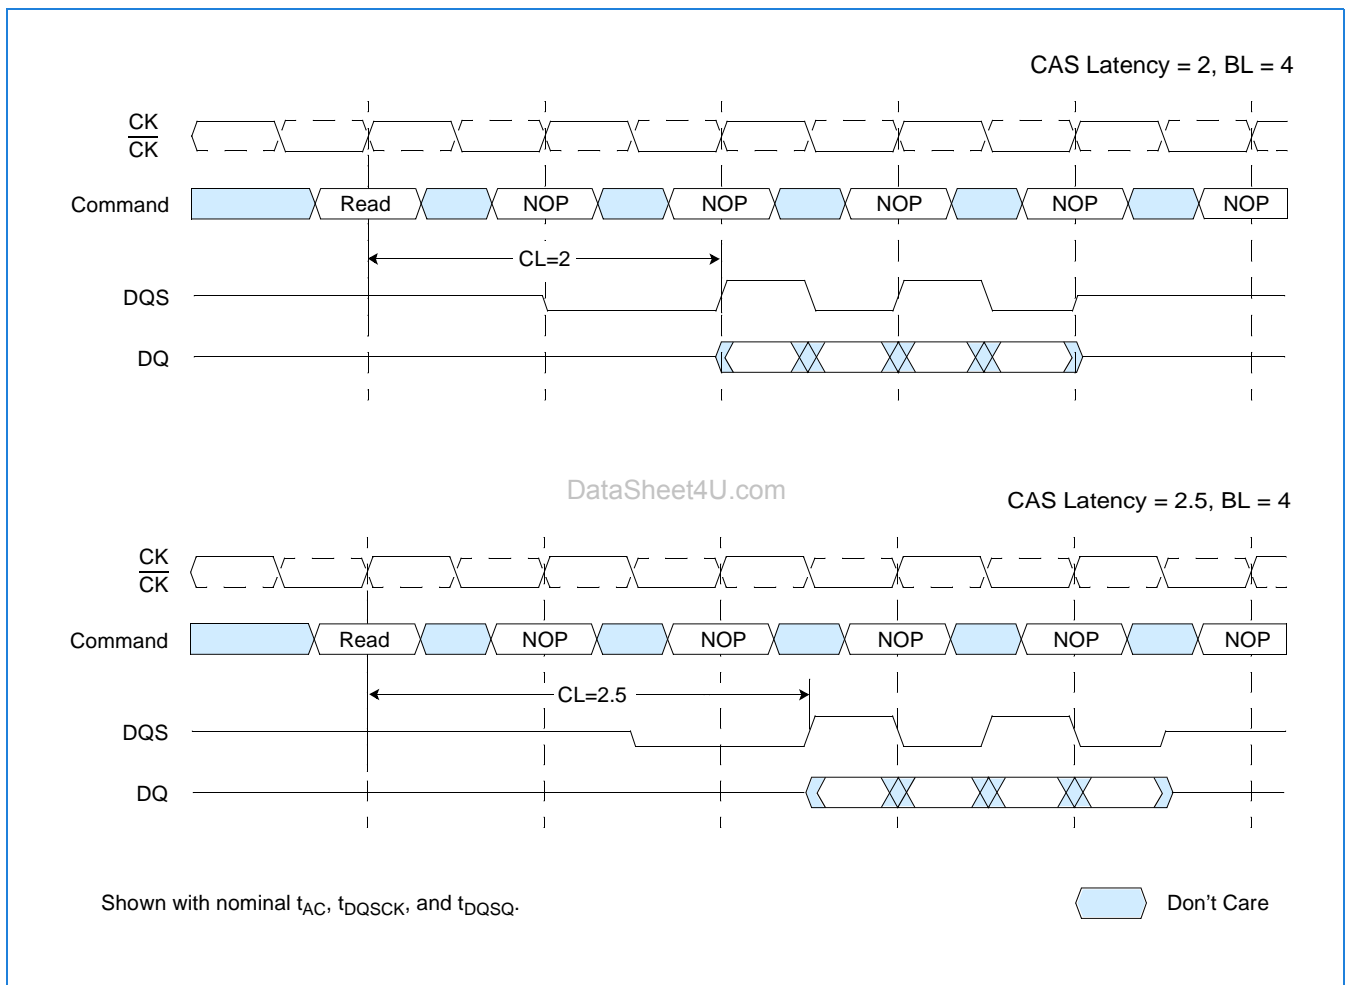 CAS Latency = 2, BL = 4
CK
CK
Command Read NOP NOP NOP NOP NOP
CL=2
DQS
DQ
DataSheet4U.com
CAS Latency = 2.5, BL = 4
CK
CK
Command Read NOP NOP NOP NOP NOP
CL=2.5
DQS
DQ
Shown with nominal tAC, tDQSCK, and tDQSQ.
Don't Care